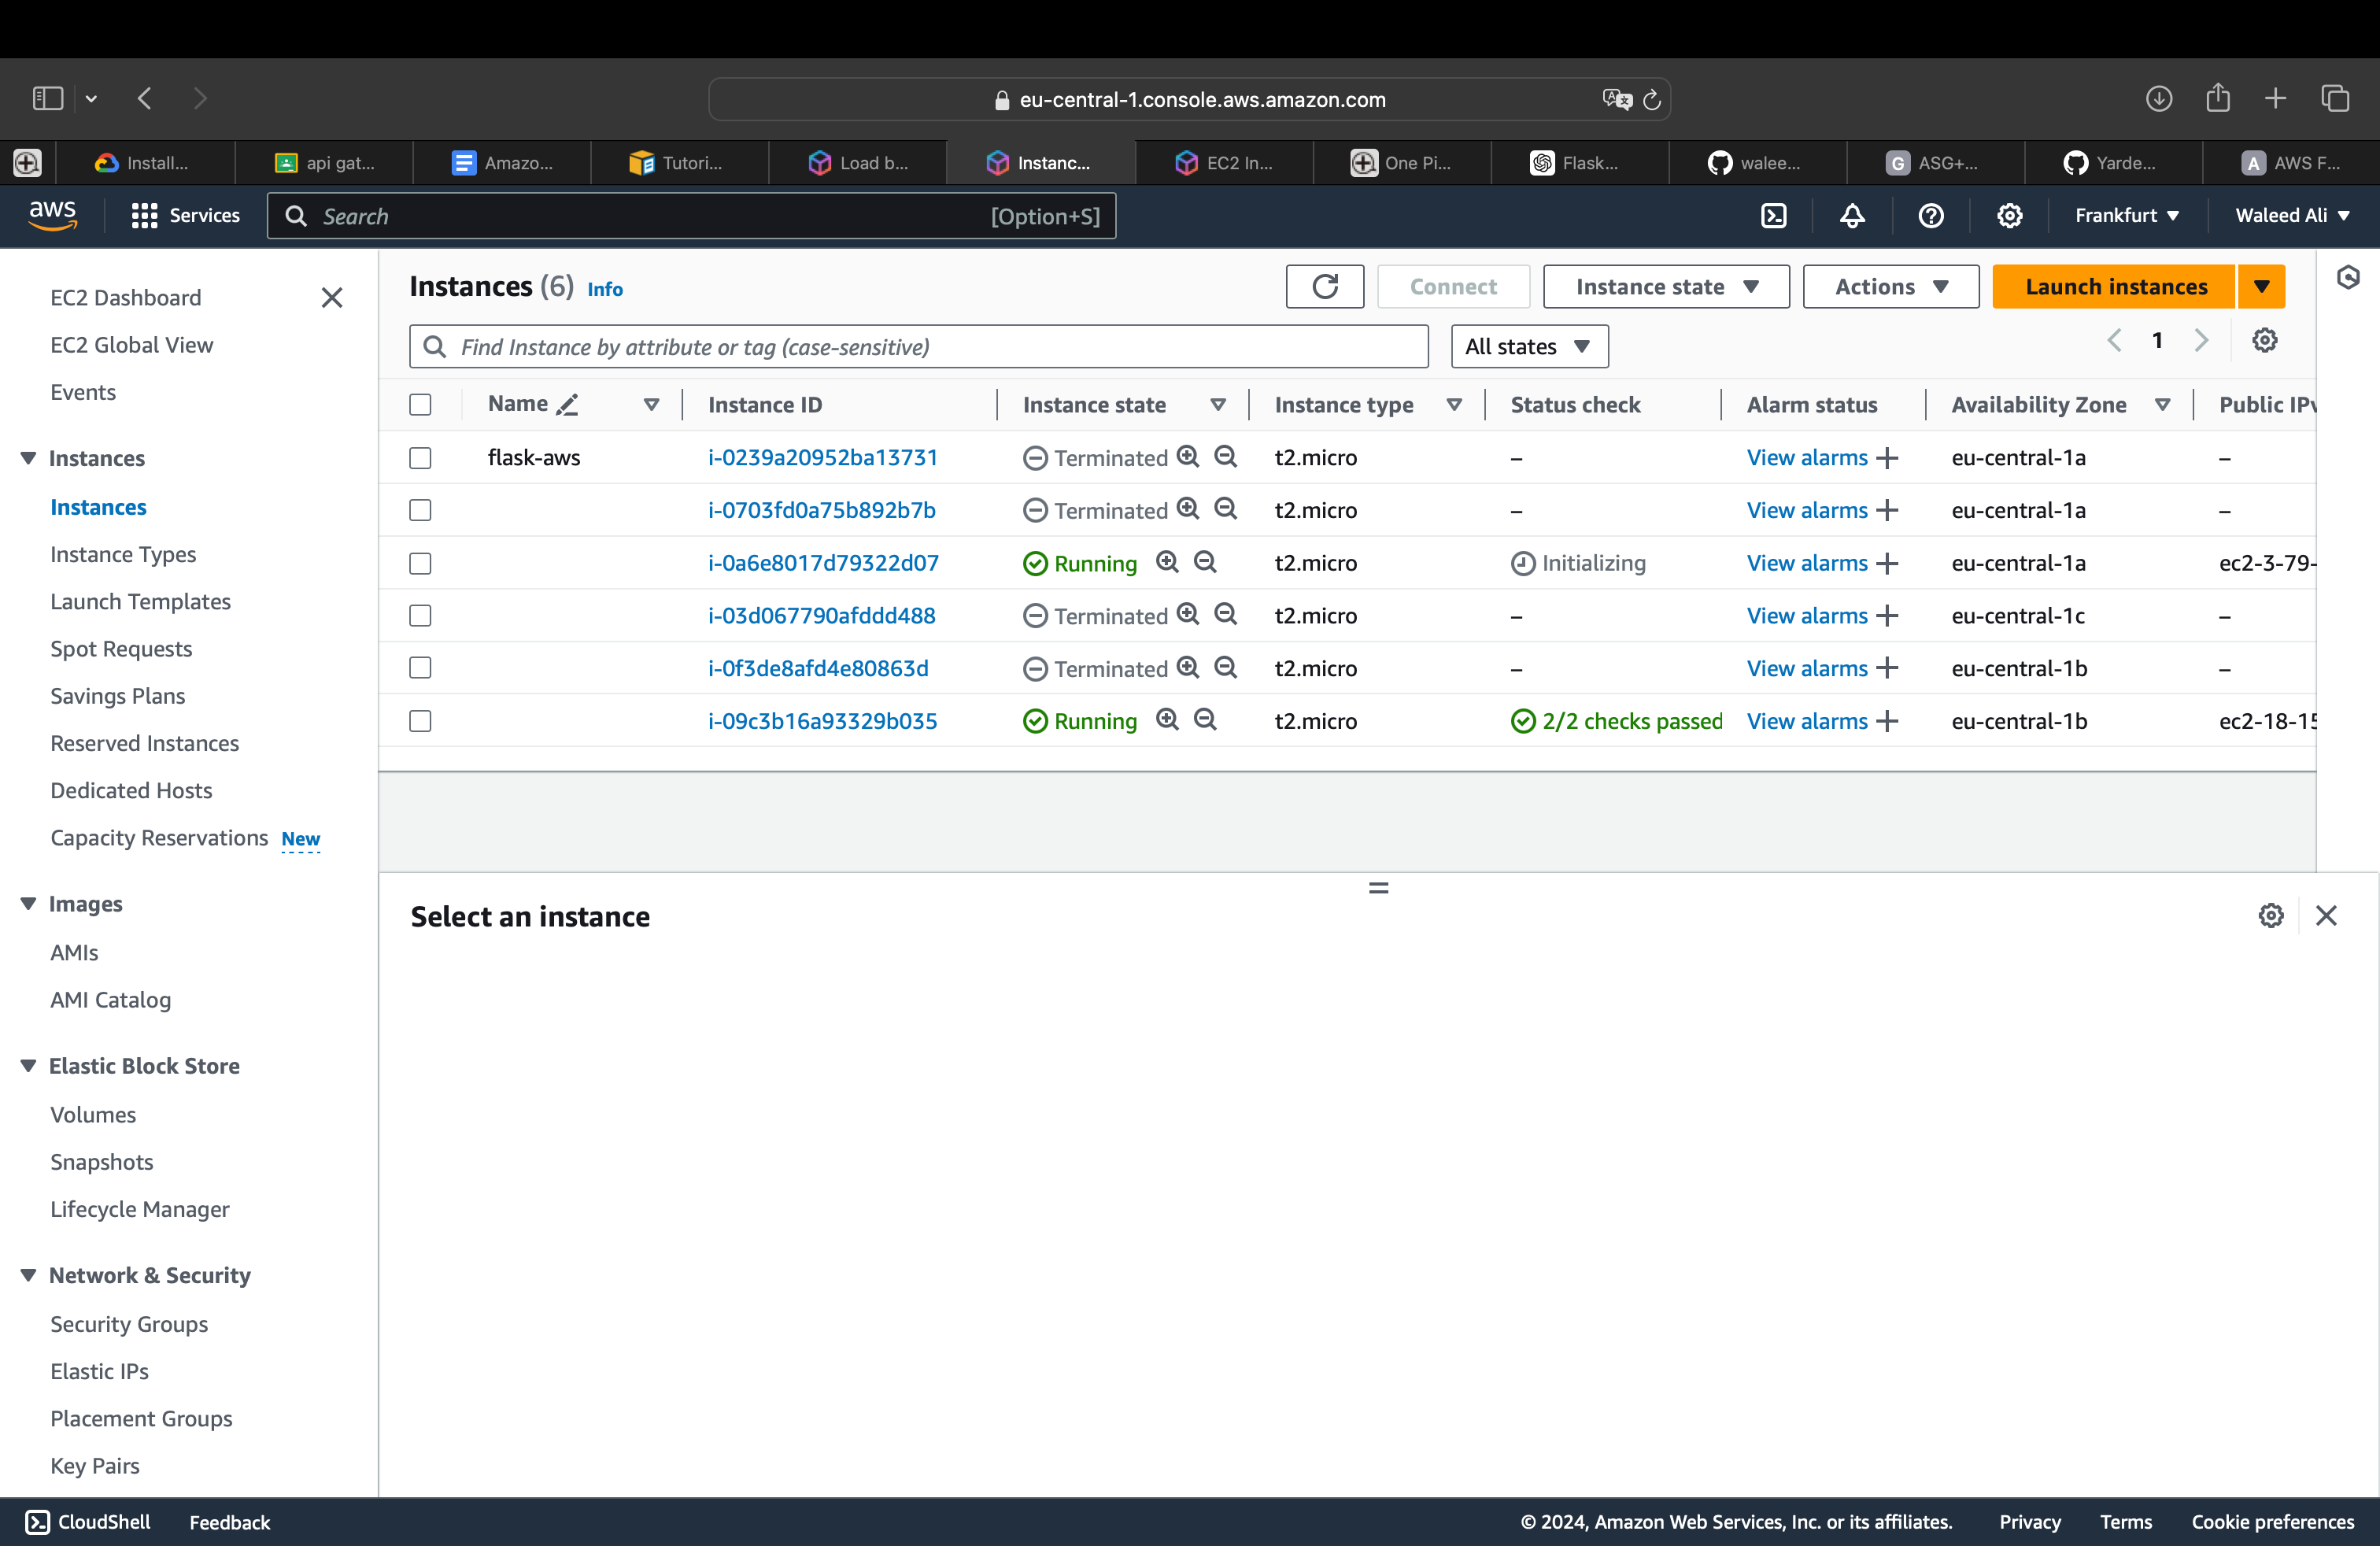 eu-central-1.console.aws.amazon.com
Install... api gat... Amazo... Tutori... Load b... Instanc... EC2 In... One Pi... Flask... walee... G ASG+... Yarde... A AWS F...
aws Services Search [Option+S] Frankfurt Waleed Ali
EC2 Dashboard
EC2 Global View
Events
Instances
Instances
Instance Types
Launch Templates
Spot Requests
Savings Plans
Reserved Instances
Dedicated Hosts
Capacity Reservations New
Images
AMIs
AMI Catalog
Elastic Block Store
Volumes
Snapshots
Lifecycle Manager
Network & Security
Security Groups
Elastic IPs
Placement Groups
Key Pairs
Instances (6) Info Connect Instance state Actions Launch instances
Find Instance by attribute or tag (case-sensitive) All states 1
Name Instance ID Instance state Instance type Status check Alarm status Availability Zone Public IPv
flask-aws i-0239a20952ba13731 Terminated t2.micro – View alarms + eu-central-1a –
i-0703fd0a75b892b7b Terminated t2.micro – View alarms + eu-central-1a –
i-0a6e8017d79322d07 Running t2.micro Initializing View alarms + eu-central-1a ec2-3-79-
i-03d067790afddd488 Terminated t2.micro – View alarms + eu-central-1c –
i-0f3de8afd4e80863d Terminated t2.micro – View alarms + eu-central-1b –
i-09c3b16a93329b035 Running t2.micro 2/2 checks passed View alarms + eu-central-1b ec2-18-15
Select an instance
CloudShell Feedback © 2024, Amazon Web Services, Inc. or its affiliates. Privacy Terms Cookie preferences